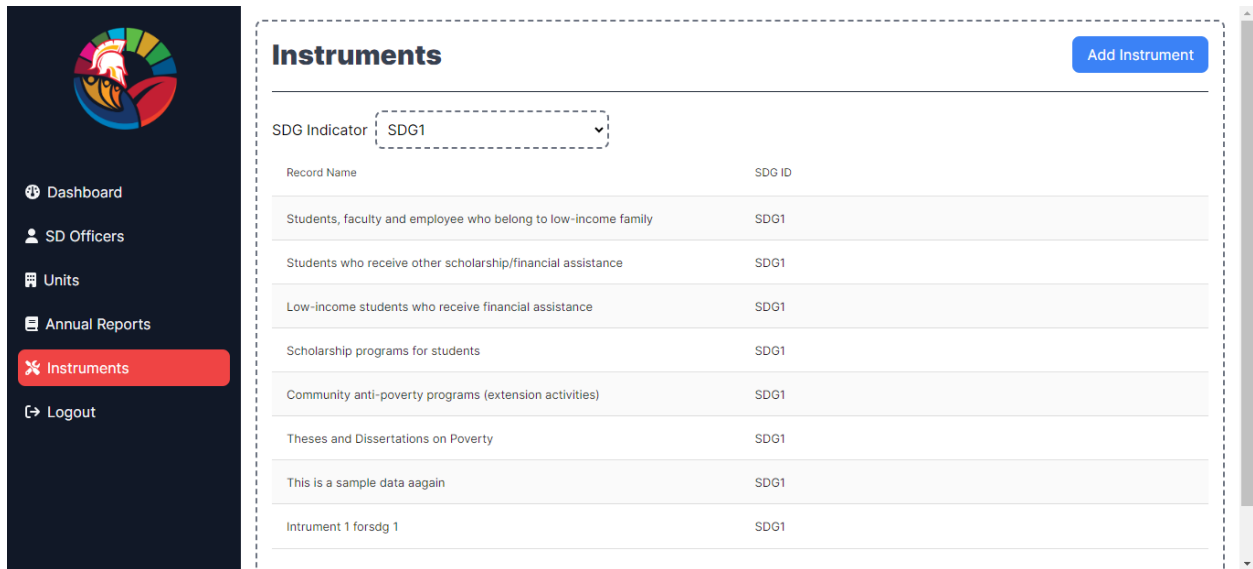 Dashboard
SD Officers
Units
Annual Reports
Instruments
Logout
Instruments
Add Instrument
SDG Indicator SDG1
Record Name SDG ID
Students, faculty and employee who belong to low-income family SDG1
Students who receive other scholarship/financial assistance SDG1
Low-income students who receive financial assistance SDG1
Scholarship programs for students SDG1
Community anti-poverty programs (extension activities) SDG1
Theses and Dissertations on Poverty SDG1
This is a sample data aagain SDG1
Intrument 1 forsdg 1 SDG1